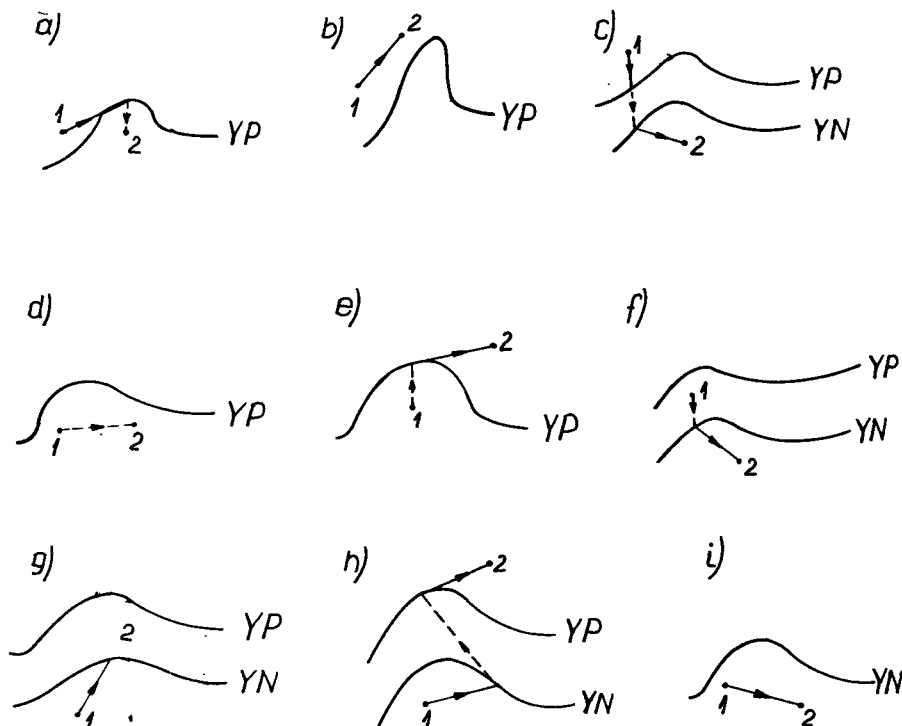 a) b) c)
1 2 YP
1 2
1 YP
2 YN
d) e) f)
1 2 YP
1 2 YP
1 YP
2 YN
g) h) i)
2 YP
1 YN
2 YP
1 YN
1 2 YN